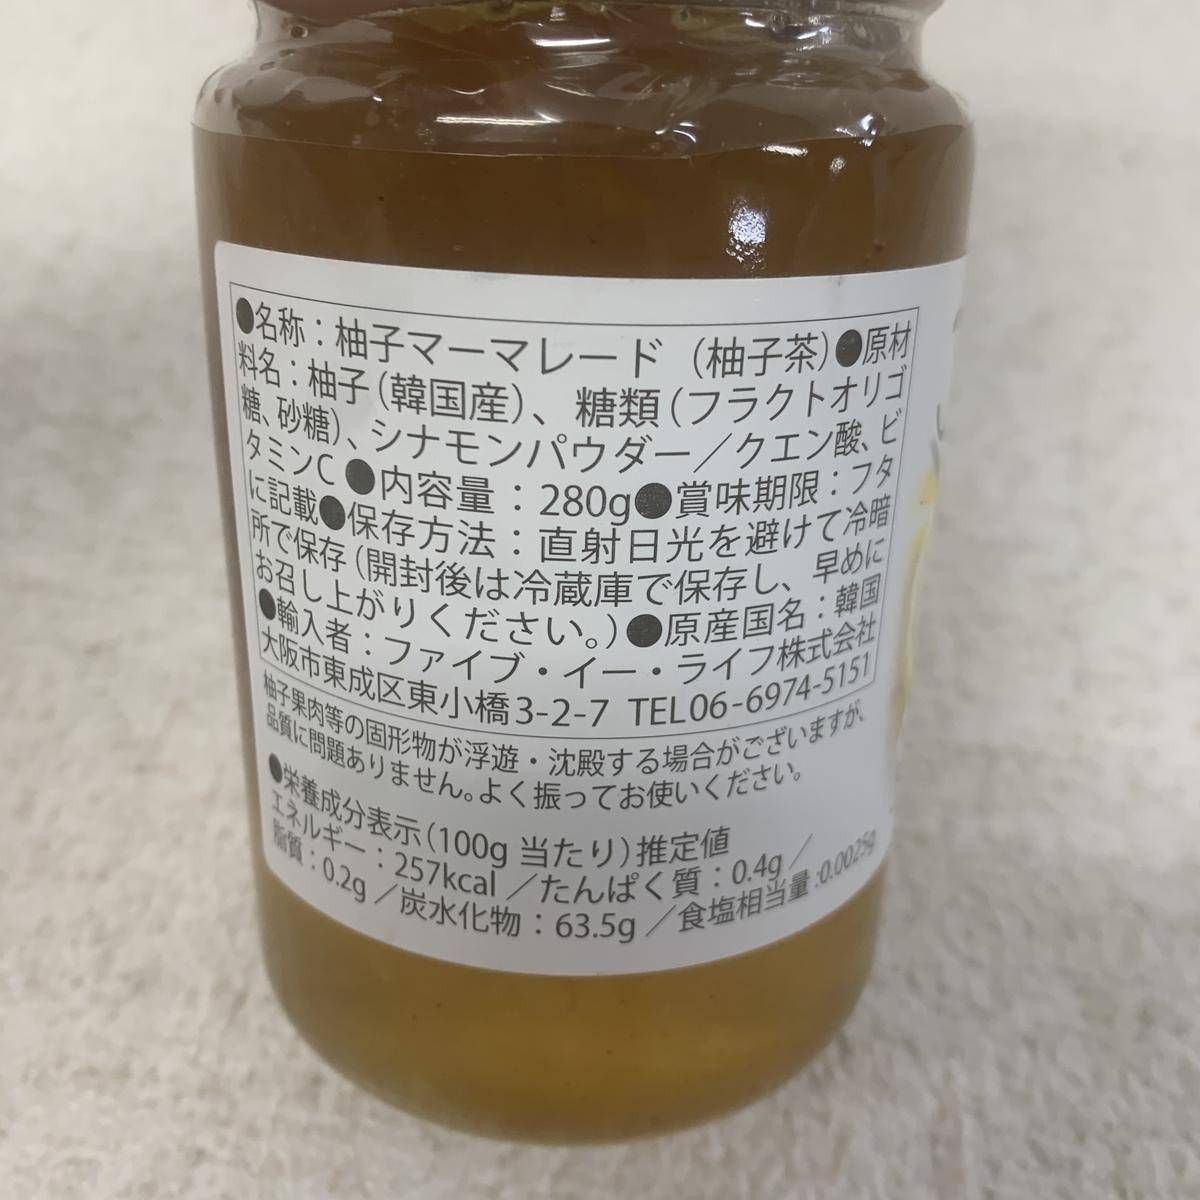 ●名称：柚子マーマレード（柚子茶）●原材
料名：柚子（韓国産）、糖類（フラクトオリゴ
糖、砂糖）、シナモンパウダー／クエン酸、ビ
タミンC ●内容量：280g●賞味期限：フタ
に記載●保存方法：直射日光を避けて冷暗
所で保存（開封後は冷蔵庫で保存し、早めに
お召し上がりください。）●原産国名：韓国
●輸入者：ファイブ・イー・ライフ株式会社
大阪市東成区東小橋3-2-7 TEL06-6974-5151
柚子果肉等の固形物が浮遊・沈殿する場合がございますが、
品質に問題ありません。よく振ってお使いください。
●栄養成分表示（100g 当たり）推定値
エネルギー：257kcal／たんぱく質：0.4g／
脂質：0.2g／炭水化物：63.5g／食塩相当量:0.0025g